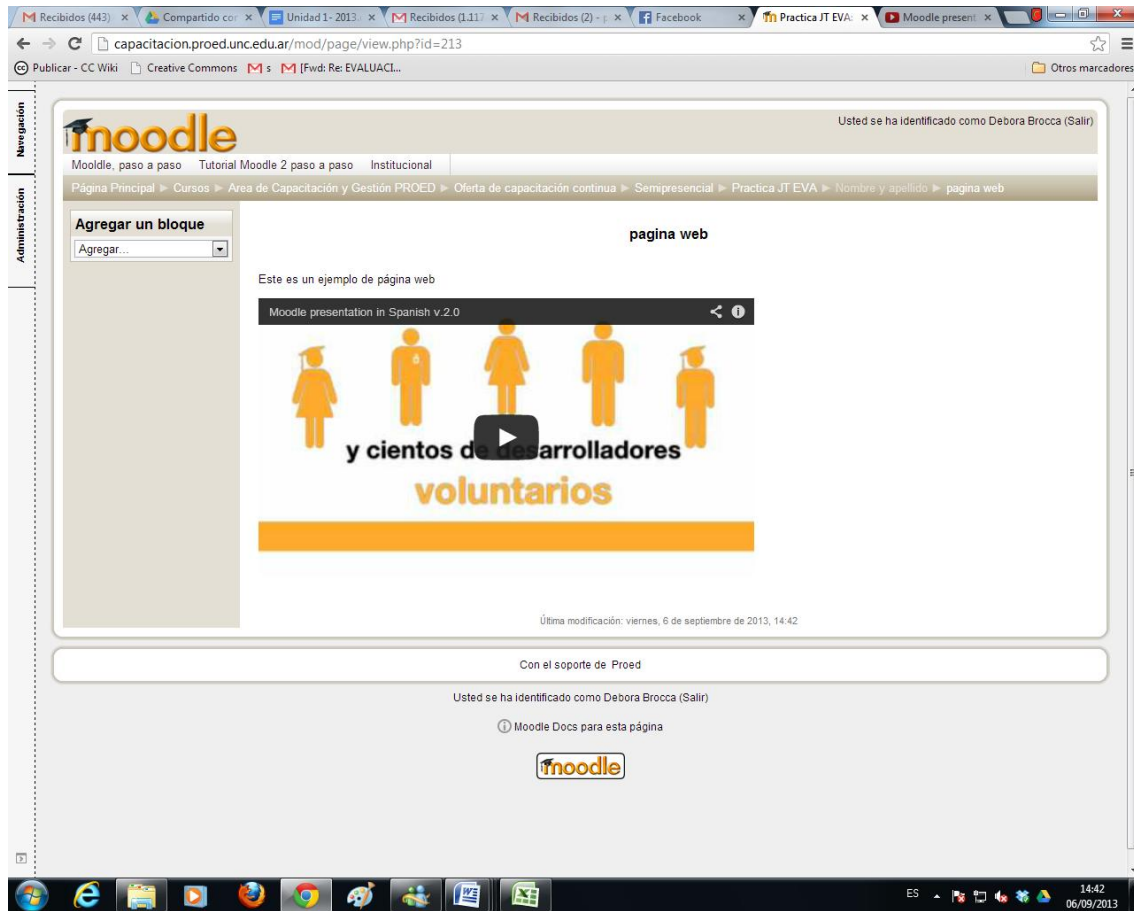 Recibidos (443)
Compartido con
Unidad 1- 2013.
Recibidos (1.117
Recibidos (2) - p
Facebook
Practica JT EVA:
Moodle present
capacitacion.proed.unc.edu.ar/mod/page/view.php?id=213
Publicar - CC Wiki
Creative Commons
s
[Fwd: Re: EVALUACI...
Otros marcadores
Navegación
Administración
moodle
Usted se ha identificado como Debora Brocca (Salir)
Mooldle, paso a paso Tutorial Moodle 2 paso a paso Institucional
Página Principal ► Cursos ► Area de Capacitación y Gestión PROED ► Oferta de capacitación continua ► Semipresencial ► Practica JT EVA ► Nombre y apellido ► pagina web
Agregar un bloque
Agregar...
pagina web
Este es un ejemplo de página web
Moodle presentation in Spanish v.2.0
y cientos de desarrolladores
voluntarios
Última modificación: viernes, 6 de septiembre de 2013, 14:42
Con el soporte de Proed
Usted se ha identificado como Debora Brocca (Salir)
Moodle Docs para esta página
moodle
ES
14:42
06/09/2013